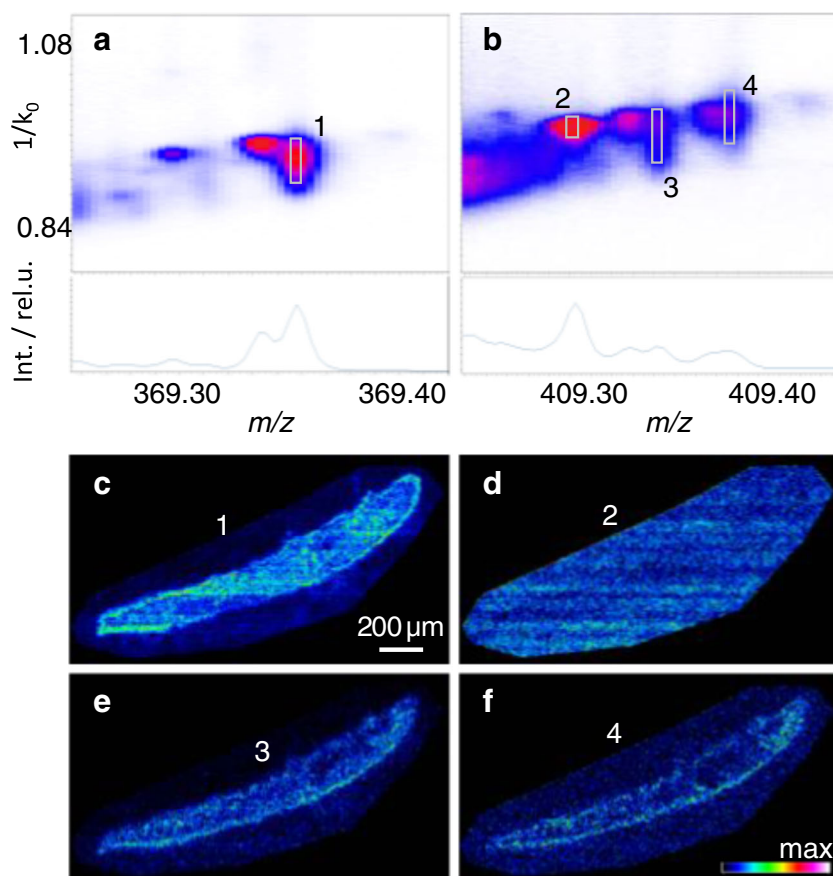 a
b
1.08
1/k₀
0.84
1
2
3
4
Int. / rel.u.
369.30
369.40
m/z
409.30
409.40
m/z
c
1
200 µm
d
2
e
3
f
4
max